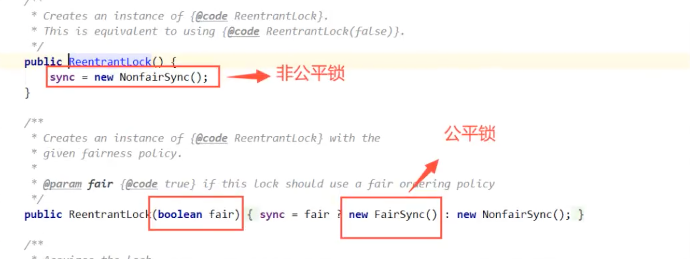 /**
* Creates an instance of {@code ReentrantLock}.
* This is equivalent to using {@code ReentrantLock(false)}.
*/
public ReentrantLock() {
sync = new NonfairSync();
非公平锁
}
/**
* Creates an instance of {@code ReentrantLock} with the
公平锁
* given fairness policy.
*
* @param fair {@code true} if this lock should use a fair ordering policy
*/
public ReentrantLock(boolean fair) { sync = fair ? new FairSync() : new NonfairSync(); }
/**
* Acquires the lock.